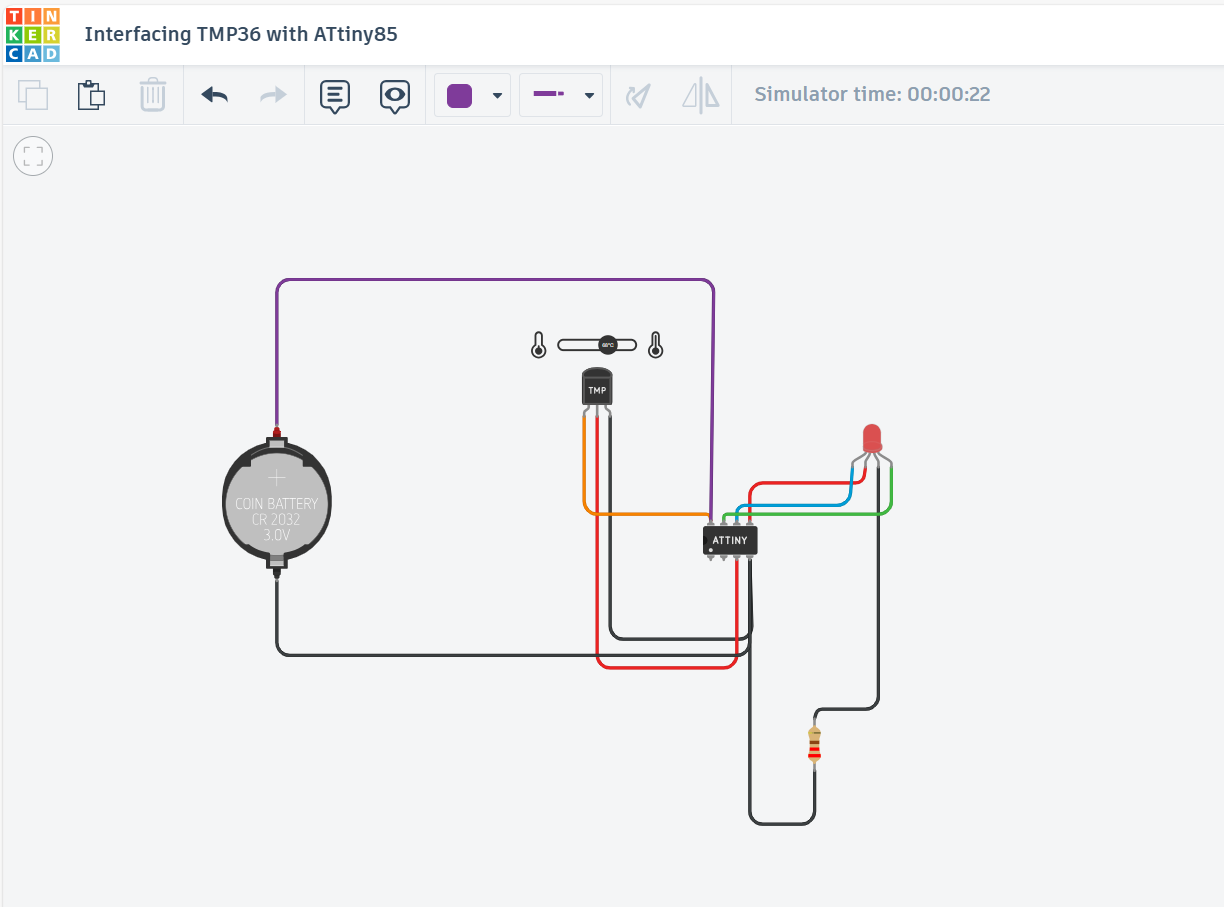 TIN
KER
CAD
Interfacing TMP36 with ATtiny85
Simulator time: 00:00:22
TMP
COIN BATTERY
CR 2032
3.0V
ATTINY